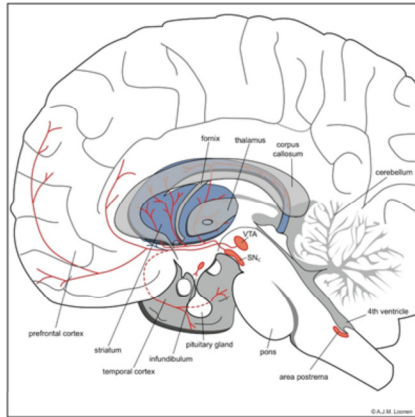 fornix
thalamus
corpus
callosum
cerebellum
VTA
SNc
prefrontal cortex
striatum
temporal cortex
infundibulum
pituitary gland
pons
4th ventricle
area postrema
© A.J.M. Loonen